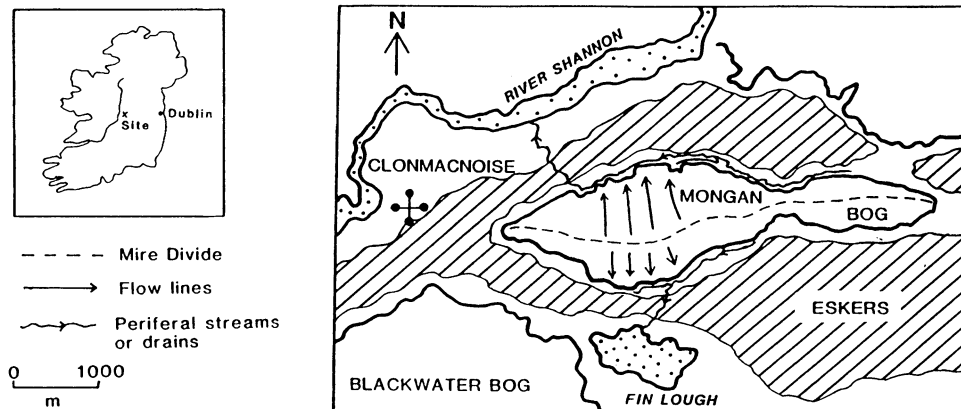 Dublin
x
Site
Mire Divide
Flow lines
Periferal streams
or drains
0 1000
m
N
RIVER SHANNON
CLONMACNOISE
MONGAN
BOG
ESKERS
BLACKWATER BOG
FIN LOUGH